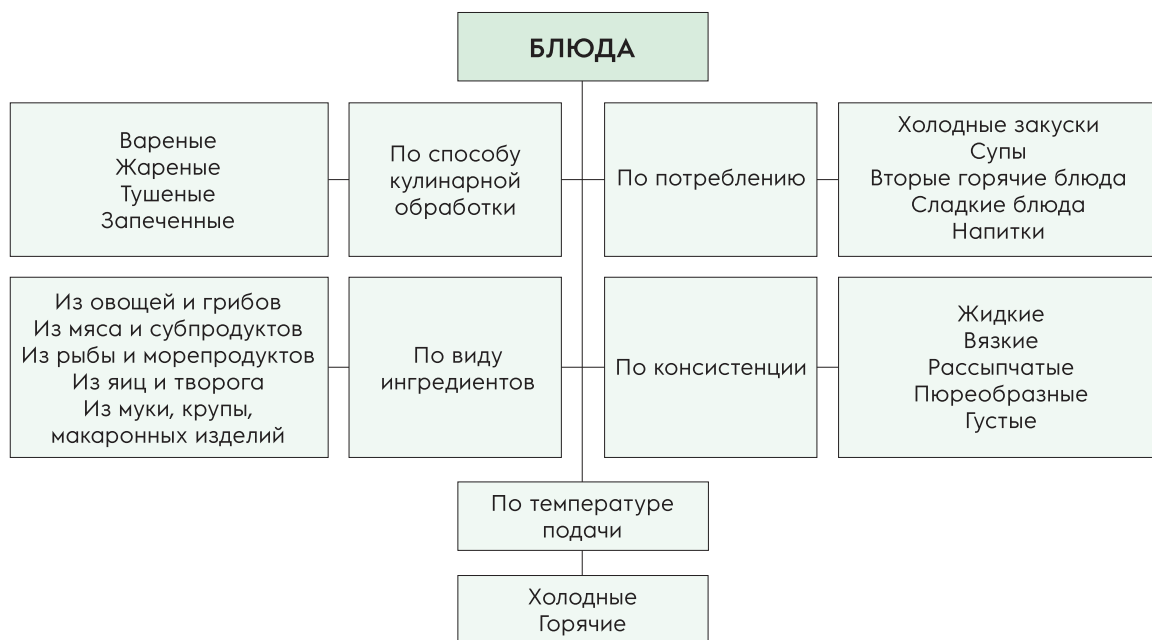 БЛЮДА
Вареные
Жареные
Тушеные
Запеченные
По способу
кулинарной
обработки
По потреблению
Холодные закуски
Супы
Вторые горячие блюда
Сладкие блюда
Напитки
Из овощей и грибов
Из мяса и субпродуктов
Из рыбы и морепродуктов
Из яиц и творога
Из муки, крупы,
макаронных изделий
По виду
ингредиентов
По консистенции
Жидкие
Вязкие
Рассыпчатые
Пюреобразные
Густые
По температуре
подачи
Холодные
Горячие